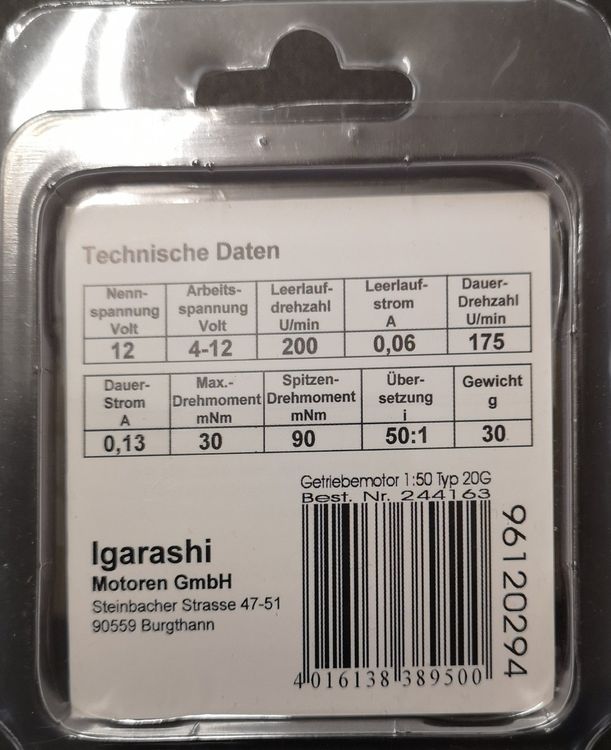 Technische Daten
Nenn- Arbeits- Leerlauf- Leerlauf- Dauer-
spannung spannung drehzahl strom Drehzahl
Volt Volt U/min A U/min
12 4-12 200 0,06 175
Dauer- Max.- Spitzen- Über- Gewicht
Strom Drehmoment Drehmoment setzung g
A mNm mNm i
0,13 30 90 50:1 30
Getriebemotor 1:50 Typ 20G
Best. Nr. 244163
96120294
Igarashi
Motoren GmbH
Steinbacher Strasse 47-51
90559 Burgthann
4 016138 389500